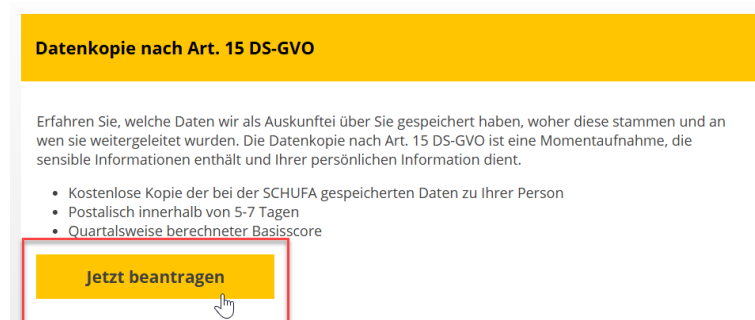 Datenkopie nach Art. 15 DS-GVO
Erfahren Sie, welche Daten wir als Auskunftei über Sie gespeichert haben, woher diese stammen und an
wen sie weitergeleitet wurden. Die Datenkopie nach Art. 15 DS-GVO ist eine Momentaufnahme, die
sensible Informationen enthält und Ihrer persönlichen Information dient.
• Kostenlose Kopie der bei der SCHUFA gespeicherten Daten zu Ihrer Person
• Postalisch innerhalb von 5-7 Tagen
• Quartalsweise berechneter Basisscore
Jetzt beantragen